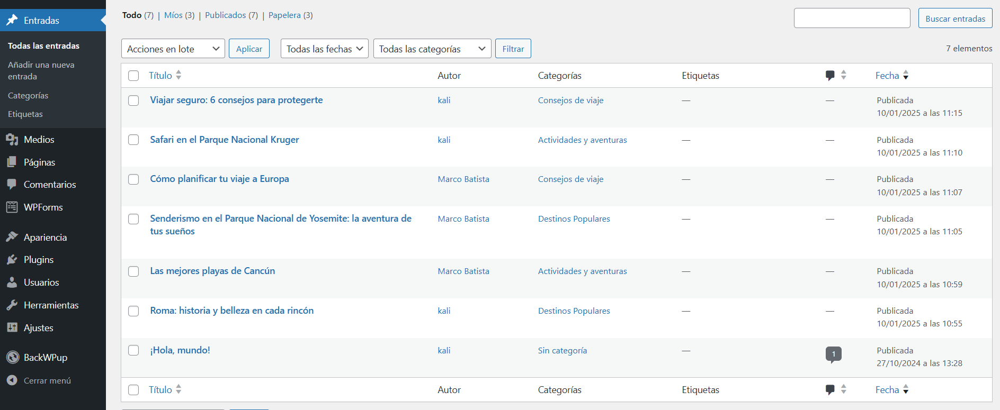 Entradas
Todas las entradas
Añadir una nueva
entrada
Categorías
Etiquetas
Medios
Páginas
Comentarios
WPForms
Apariencia
Plugins
Usuarios
Herramientas
Ajustes
BackWPup
Cerrar menú
Todo (7) | Míos (3) | Publicados (7) | Papelera (3)
Buscar entradas
Acciones en lote Aplicar Todas las fechas Todas las categorías Filtrar 7 elementos
Título Autor Categorías Etiquetas Fecha
Viajar seguro: 6 consejos para protegerte kali Consejos de viaje — — Publicada
10/01/2025 a las 11:15
Safari en el Parque Nacional Kruger kali Actividades y aventuras — — Publicada
10/01/2025 a las 11:10
Cómo planificar tu viaje a Europa Marco Batista Consejos de viaje — — Publicada
10/01/2025 a las 11:07
Senderismo en el Parque Nacional de Yosemite: la aventura de Marco Batista Destinos Populares — — Publicada
tus sueños 10/01/2025 a las 11:05
Las mejores playas de Cancún Marco Batista Actividades y aventuras — — Publicada
10/01/2025 a las 10:59
Roma: historia y belleza en cada rincón kali Destinos Populares — — Publicada
10/01/2025 a las 10:55
¡Hola, mundo! kali Sin categoría — 1 Publicada
27/10/2024 a las 13:28
Título Autor Categorías Etiquetas Fecha